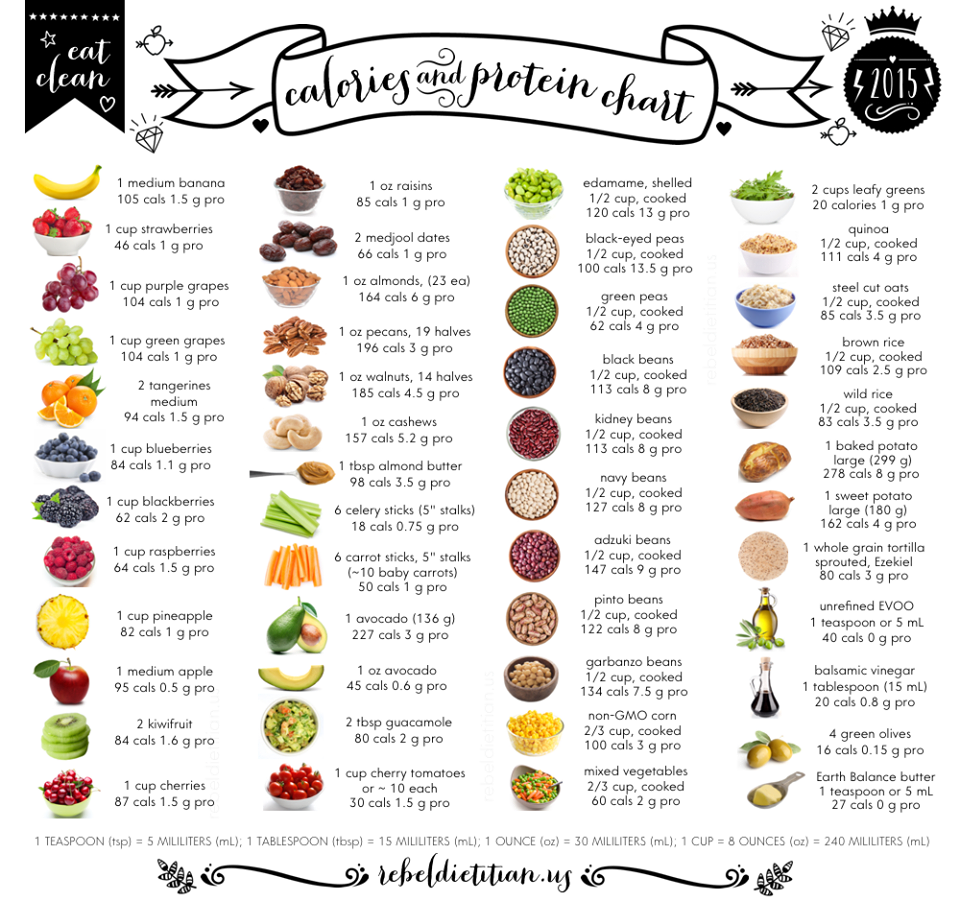 eat
clean
calories and protein chart
2015
1 medium banana
105 cals 1.5 g pro
1 cup strawberries
46 cals 1 g pro
1 cup purple grapes
104 cals 1 g pro
1 cup green grapes
104 cals 1 g pro
2 tangerines
medium
94 cals 1.5 g pro
1 cup blueberries
84 cals 1.1 g pro
1 cup blackberries
62 cals 2 g pro
1 cup raspberries
64 cals 1.5 g pro
1 cup pineapple
82 cals 1 g pro
1 medium apple
95 cals 0.5 g pro
2 kiwifruit
84 cals 1.6 g pro
1 cup cherries
87 cals 1.5 g pro
1 oz raisins
85 cals 1 g pro
2 medjool dates
66 cals 1 g pro
1 oz almonds, (23 ea)
164 cals 6 g pro
1 oz pecans, 19 halves
196 cals 3 g pro
1 oz walnuts, 14 halves
185 cals 4.5 g pro
1 oz cashews
157 cals 5.2 g pro
1 tbsp almond butter
98 cals 3.5 g pro
6 celery sticks (5" stalks)
18 cals 0.75 g pro
6 carrot sticks, 5" stalks
(~10 baby carrots)
50 cals 1 g pro
1 avocado (136 g)
227 cals 3 g pro
1 oz avocado
45 cals 0.6 g pro
2 tbsp guacamole
80 cals 2 g pro
1 cup cherry tomatoes
or ~ 10 each
30 cals 1.5 g pro
edamame, shelled
1/2 cup, cooked
120 cals 13 g pro
black-eyed peas
1/2 cup, cooked
100 cals 13.5 g pro
green peas
1/2 cup, cooked
62 cals 4 g pro
black beans
1/2 cup, cooked
113 cals 8 g pro
kidney beans
1/2 cup, cooked
113 cals 8 g pro
navy beans
1/2 cup, cooked
127 cals 8 g pro
adzuki beans
1/2 cup, cooked
147 cals 9 g pro
pinto beans
1/2 cup, cooked
122 cals 8 g pro
garbanzo beans
1/2 cup, cooked
134 cals 7.5 g pro
non-GMO corn
2/3 cup, cooked
100 cals 3 g pro
mixed vegetables
2/3 cup, cooked
60 cals 2 g pro
2 cups leafy greens
20 calories 1 g pro
quinoa
1/2 cup, cooked
111 cals 4 g pro
steel cut oats
1/2 cup, cooked
85 cals 3.5 g pro
brown rice
1/2 cup, cooked
109 cals 2.5 g pro
wild rice
1/2 cup, cooked
83 cals 3.5 g pro
1 baked potato
large (299 g)
278 cals 8 g pro
1 sweet potato
large (180 g)
162 cals 4 g pro
1 whole grain tortilla
sprouted, Ezekiel
80 cals 3 g pro
unrefined EVOO
1 teaspoon or 5 mL
40 cals 0 g pro
balsamic vinegar
1 tablespoon (15 mL)
20 cals 0.8 g pro
4 green olives
16 cals 0.15 g pro
Earth Balance butter
1 teaspoon or 5 mL
27 cals 0 g pro
rebeldietitian.us
rebeldietitian.us
rebeldietitian.us
1 TEASPOON (tsp) = 5 MILILITERS (mL); 1 TABLESPOON (tbsp) = 15 MILILITERS (mL); 1 OUNCE (oz) = 30 MILILITERS (mL); 1 CUP = 8 OUNCES (oz) = 240 MILILITERS (mL)
rebeldietitian.us